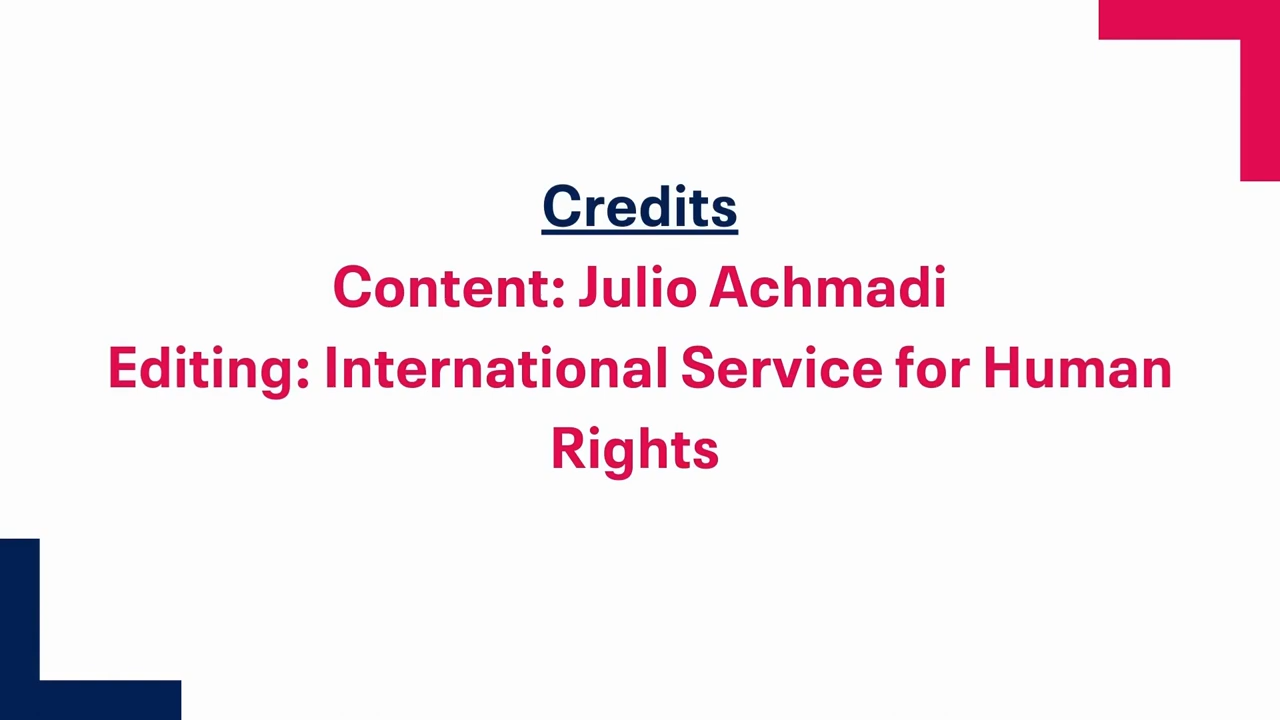 Credits
Content: Julio Achmadi
Editing: International Service for Human
Rights